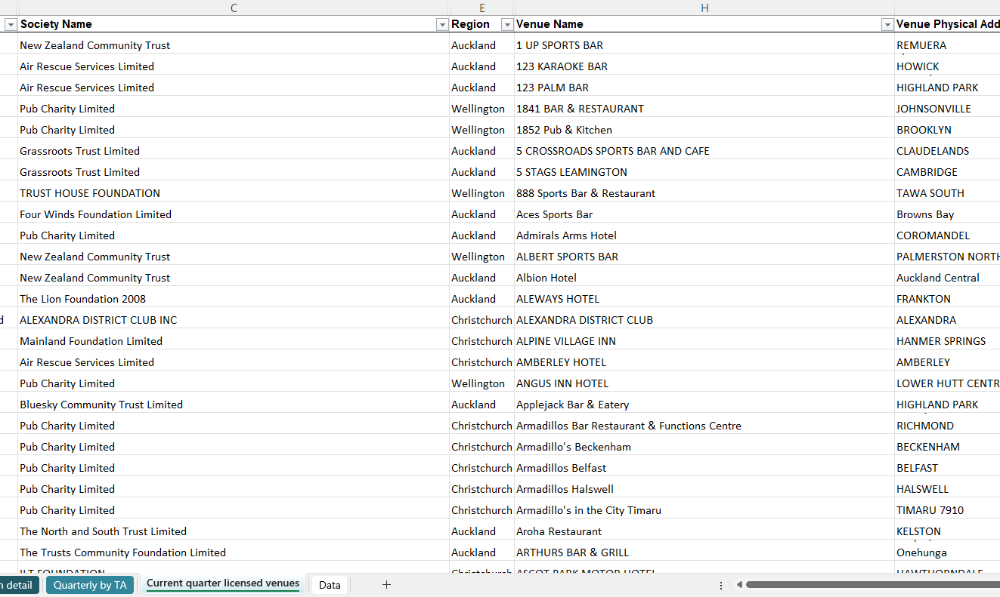 C E H
Society Name Region Venue Name Venue Physical Add
New Zealand Community Trust Auckland 1 UP SPORTS BAR REMUERA
Air Rescue Services Limited Auckland 123 KARAOKE BAR HOWICK
Air Rescue Services Limited Auckland 123 PALM BAR HIGHLAND PARK
Pub Charity Limited Wellington 1841 BAR & RESTAURANT JOHNSONVILLE
Pub Charity Limited Wellington 1852 Pub & Kitchen BROOKLYN
Grassroots Trust Limited Auckland 5 CROSSROADS SPORTS BAR AND CAFE CLAUDELANDS
Grassroots Trust Limited Auckland 5 STAGS LEAMINGTON CAMBRIDGE
TRUST HOUSE FOUNDATION Wellington 888 Sports Bar & Restaurant TAWA SOUTH
Four Winds Foundation Limited Auckland Aces Sports Bar Browns Bay
Pub Charity Limited Auckland Admirals Arms Hotel COROMANDEL
New Zealand Community Trust Wellington ALBERT SPORTS BAR PALMERSTON NORTH
New Zealand Community Trust Auckland Albion Hotel Auckland Central
The Lion Foundation 2008 Auckland ALEWAYS HOTEL FRANKTON
d ALEXANDRA DISTRICT CLUB INC Christchurch ALEXANDRA DISTRICT CLUB ALEXANDRA
Mainland Foundation Limited Christchurch ALPINE VILLAGE INN HANMER SPRINGS
Air Rescue Services Limited Christchurch AMBERLEY HOTEL AMBERLEY
Pub Charity Limited Wellington ANGUS INN HOTEL LOWER HUTT CENTR
Bluesky Community Trust Limited Auckland Applejack Bar & Eatery HIGHLAND PARK
Pub Charity Limited Christchurch Armadillos Bar Restaurant & Functions Centre RICHMOND
Pub Charity Limited Christchurch Armadillo's Beckenham BECKENHAM
Pub Charity Limited Christchurch Armadillos Belfast BELFAST
Pub Charity Limited Christchurch Armadillos Halswell HALSWELL
Pub Charity Limited Christchurch Armadillo's in the City Timaru TIMARU 7910
The North and South Trust Limited Auckland Aroha Restaurant KELSTON
The Trusts Community Foundation Limited Auckland ARTHURS BAR & GRILL Onehunga
ILT FOUNDATION Christchurch ASCOT PARK MOTOR HOTEL HAWTHORNDALE
n detail Quarterly by TA Current quarter licensed venues Data +